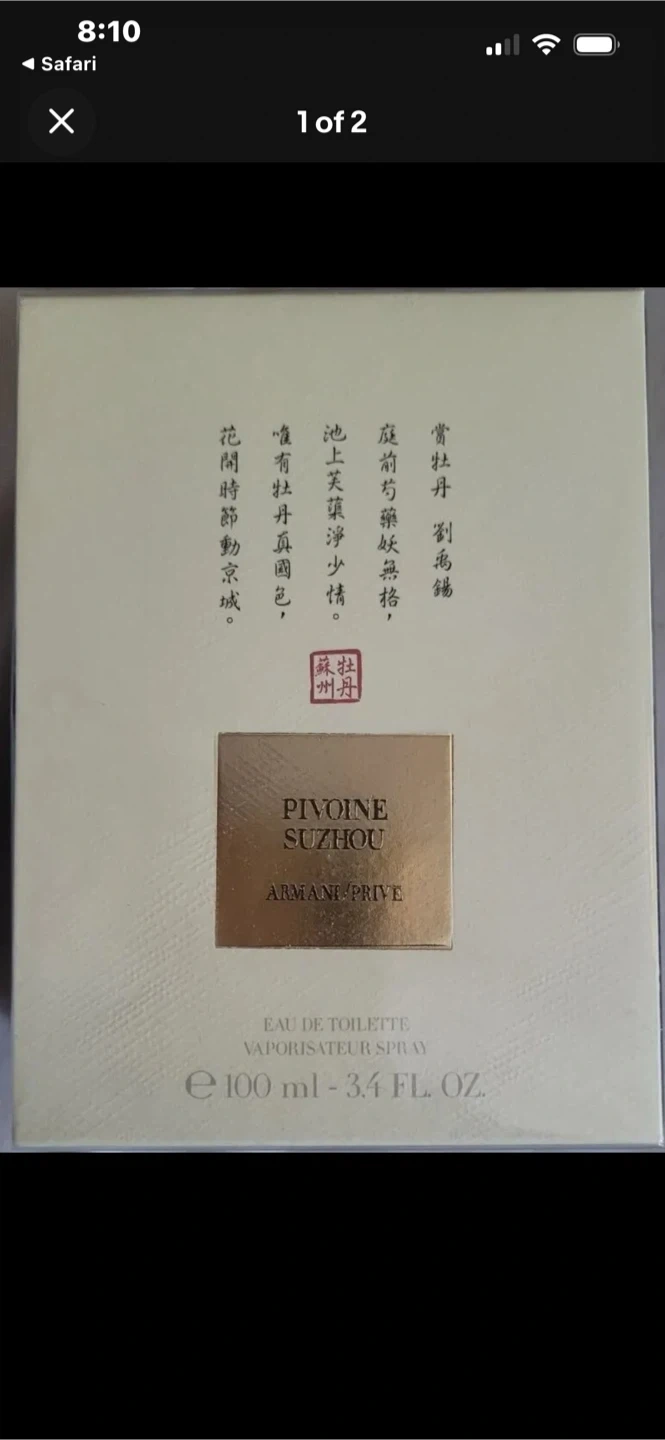 8:10
Safari
1 of 2
賞牡丹 劉禹錫
庭前芍藥妖無格，
池上芙蕖淨少情。
唯有牡丹真國色，
花開時節動京城。
牡丹
蘇州
PIVOINE
SUZHOU
ARMANI/PRIVE
EAU DE TOILETTE
VAPORISATEUR SPRAY
℮ 100 ml - 3.4 FL. OZ.